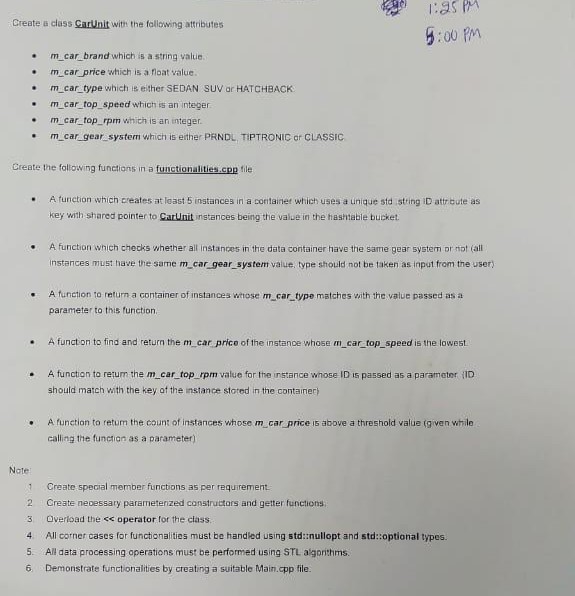 1:25 PM
5:00 PM
Create a class CarUnit with the following attributes
• m_car_brand which is a string value.
• m_car_price which is a float value.
• m_car_type which is either SEDAN SUV or HATCHBACK
• m_car_top_speed which is an integer
• m_car_top_rpm which is an integer.
• m_car_gear_system which is either PRNDL, TIPTRONIC or CLASSIC.
Create the following functions in a functionalities.cpp file
• A function which creates at least 5 instances in a container which uses a unique std::string ID attribute as
key with shared pointer to CarUnit instances being the value in the hashtable bucket.
• A function which checks whether all instances in the data container have the same gear system or not (all
instances must have the same m_car_gear_system value, type should not be taken as input from the user)
• A function to return a container of instances whose m_car_type matches with the value passed as a
parameter to this function.
• A function to find and return the m_car_price of the instance whose m_car_top_speed is the lowest.
• A function to return the m_car_top_rpm value for the instance whose ID is passed as a parameter. (ID
should match with the key of the instance stored in the container)
• A function to return the count of instances whose m_car_price is above a threshold value (given while
calling the function as a parameter)
Note
1. Create special member functions as per requirement.
2. Create necessary parameterized constructors and getter functions.
3. Overload the << operator for the class.
4. All corner cases for functionalities must be handled using std::nullopt and std::optional types.
5. All data processing operations must be performed using STL algorithms.
6. Demonstrate functionalities by creating a suitable Main.cpp file.